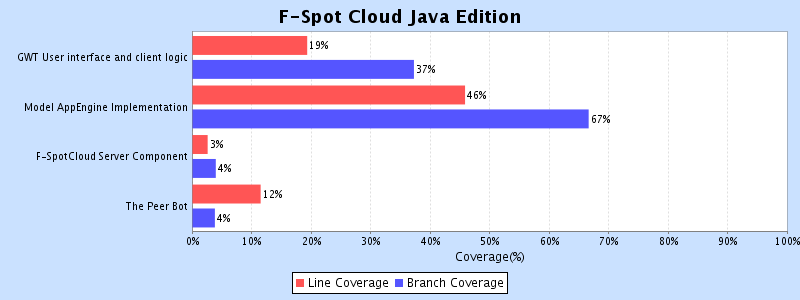 F-Spot Cloud Java Edition
GWT User interface and client logic
19%
37%
Model AppEngine Implementation
46%
67%
F-SpotCloud Server Component
3%
4%
The Peer Bot
12%
4%
0% 10% 20% 30% 40% 50% 60% 70% 80% 90% 100%
Coverage(%)
Line Coverage Branch Coverage